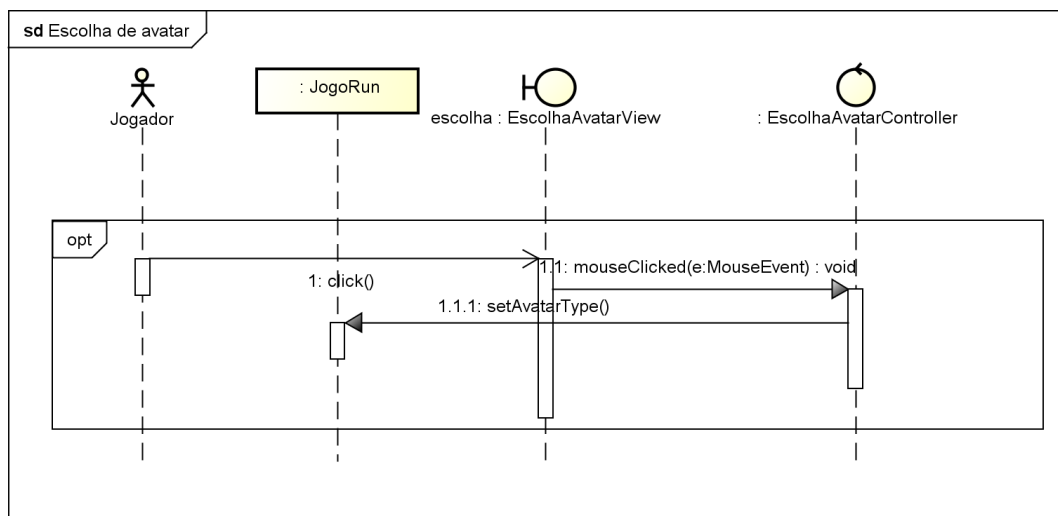 sd Escolha de avatar
Jogador
: JogoRun
escolha : EscolhaAvatarView
: EscolhaAvatarController
opt
1: click()
1.1: mouseClicked(e:MouseEvent) : void
1.1.1: setAvatarType()